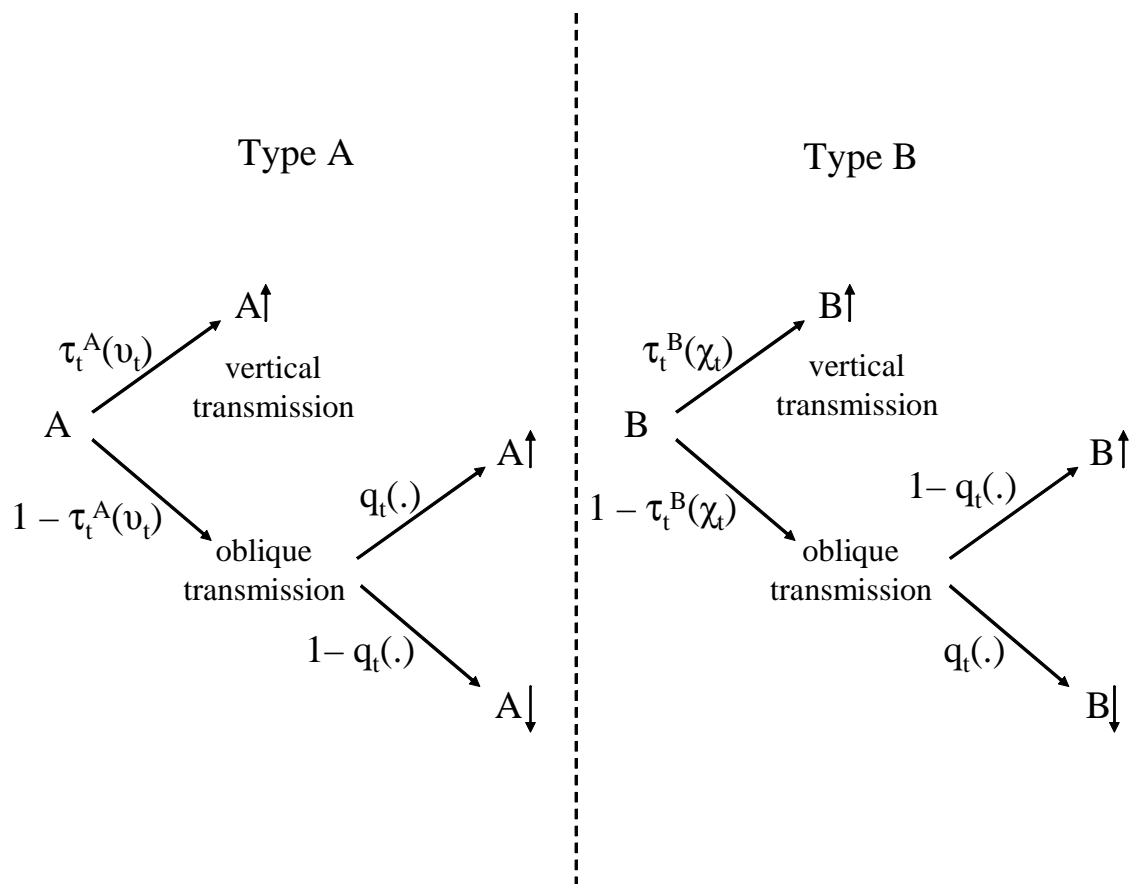 Type A
A↑
τₜᴬ(υₜ)
vertical
transmission
A
A↑
qₜ(.)
1 – τₜᴬ(υₜ)
oblique
transmission
1– qₜ(.)
A↓
Type B
B↑
τₜᴮ(χₜ)
vertical
transmission
B
B↑
1– qₜ(.)
1 – τₜᴮ(χₜ)
oblique
transmission
qₜ(.)
B↓